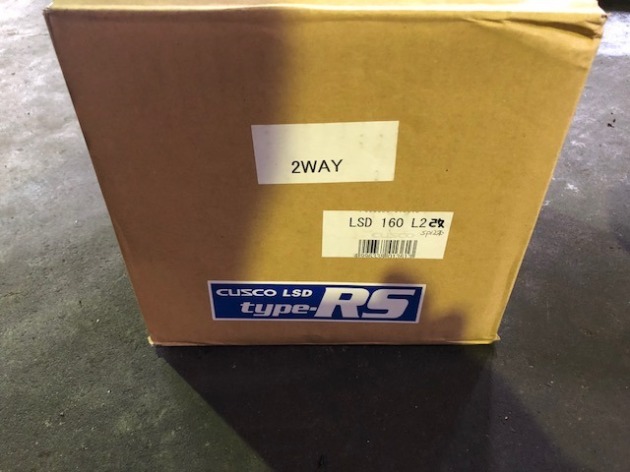 2WAY
LSD 160 L2改
CUSCO LSD
type-RS